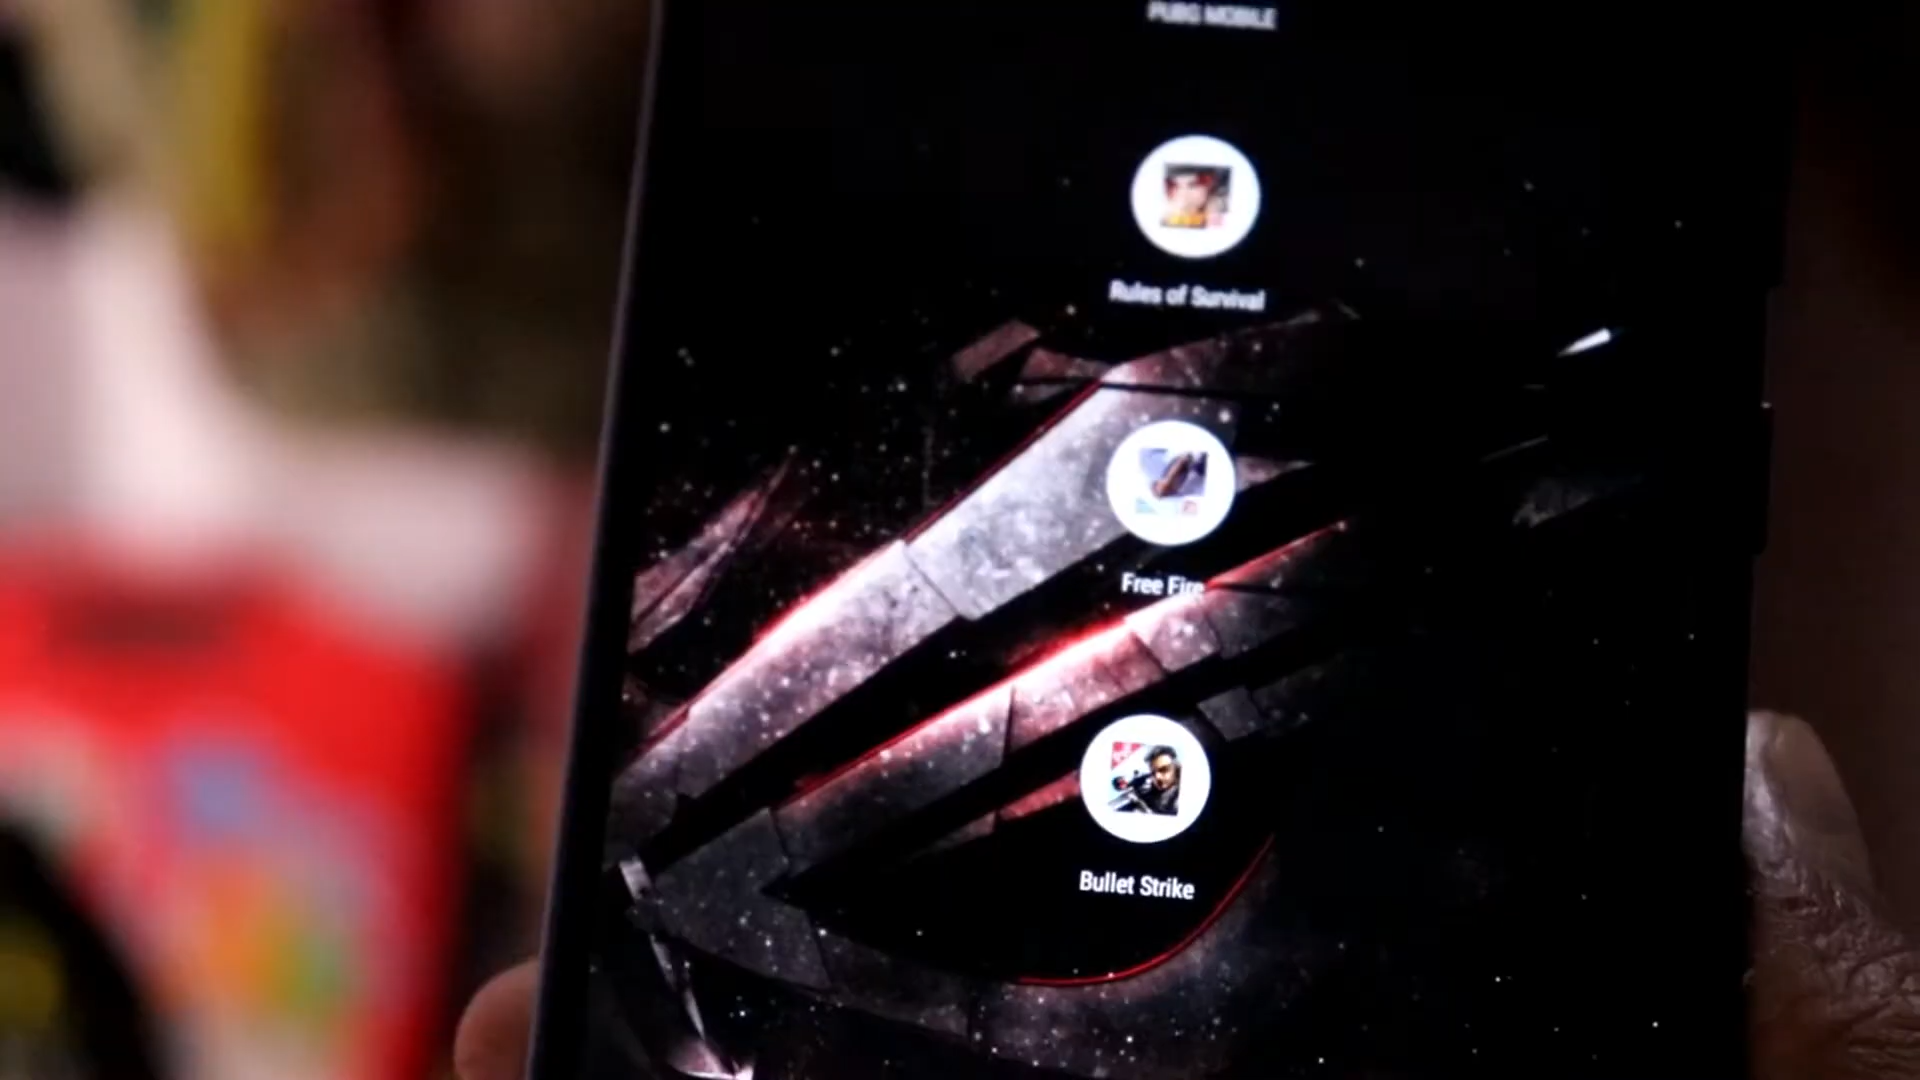 PUBG MOBILE
Rules of Survival
Free Fire
Bullet Strike